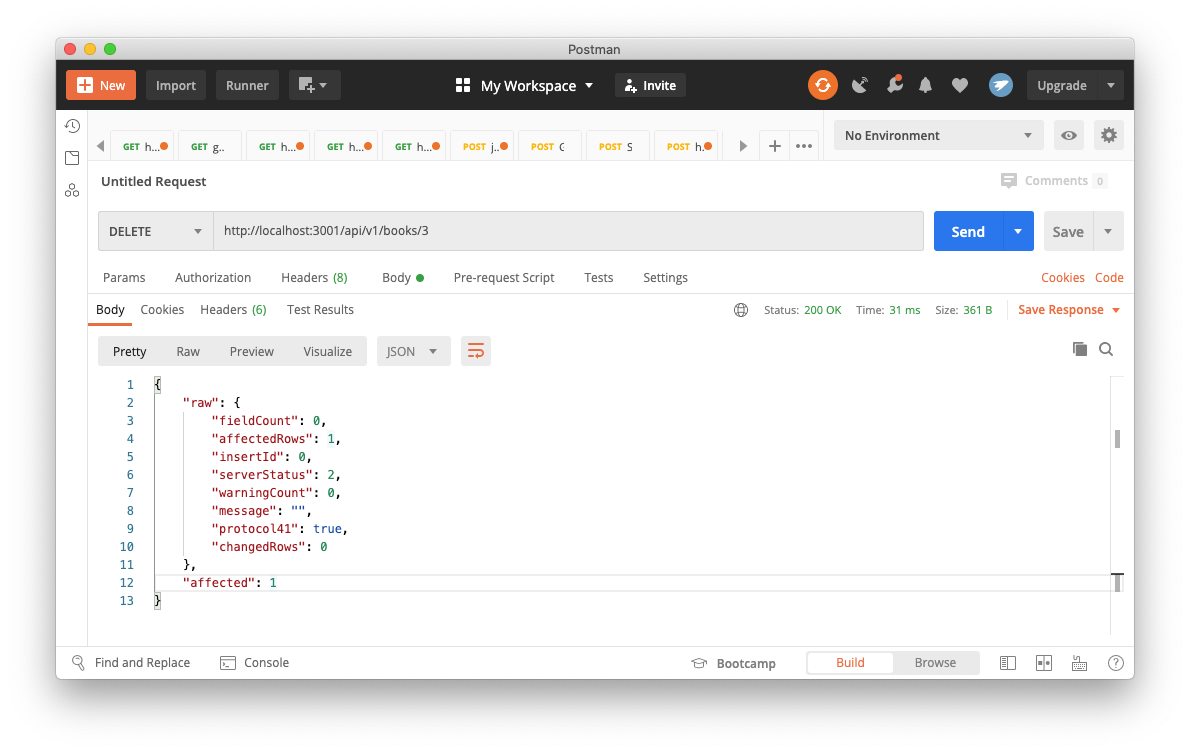 Postman
New Import Runner My Workspace Invite Upgrade
GET h... GET g.. GET h... GET h... GET h... POST j... POST POST S POST h. No Environment
Untitled Request Comments 0
DELETE http://localhost:3001/api/v1/books/3 Send Save
Params Authorization Headers (8) Body Pre-request Script Tests Settings Cookies Code
Body Cookies Headers (6) Test Results Status: 200 OK Time: 31 ms Size: 361 B Save Response
Pretty Raw Preview Visualize JSON
1 {
2 "raw": {
3 "fieldCount": 0,
4 "affectedRows": 1,
5 "insertId": 0,
6 "serverStatus": 2,
7 "warningCount": 0,
8 "message": "",
9 "protocol41": true,
10 "changedRows": 0
11 },
12 "affected": 1
13 }
Find and Replace Console Bootcamp Build Browse